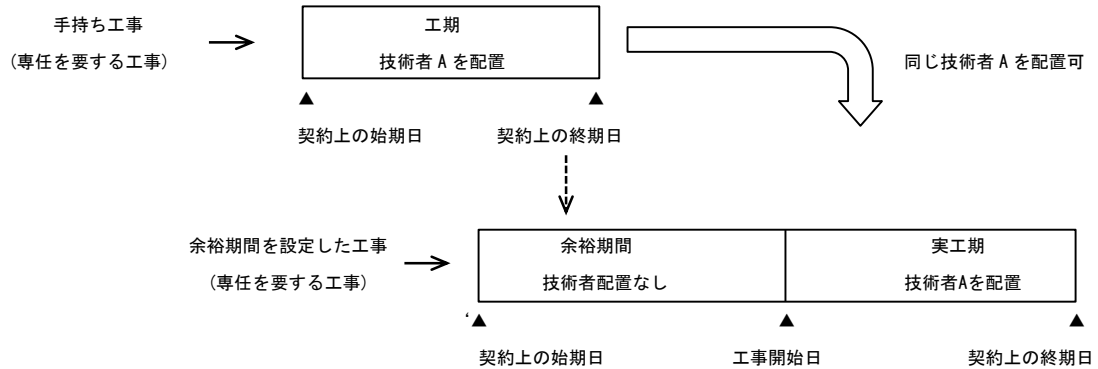 手持ち工事
(専任を要する工事)
工期
技術者 A を配置
同じ技術者 A を配置可
▲
▲
契約上の始期日
契約上の終期日
余裕期間を設定した工事
(専任を要する工事)
余裕期間
技術者配置なし
実工期
技術者Aを配置
▲
▲
▲
契約上の始期日
工事開始日
契約上の終期日